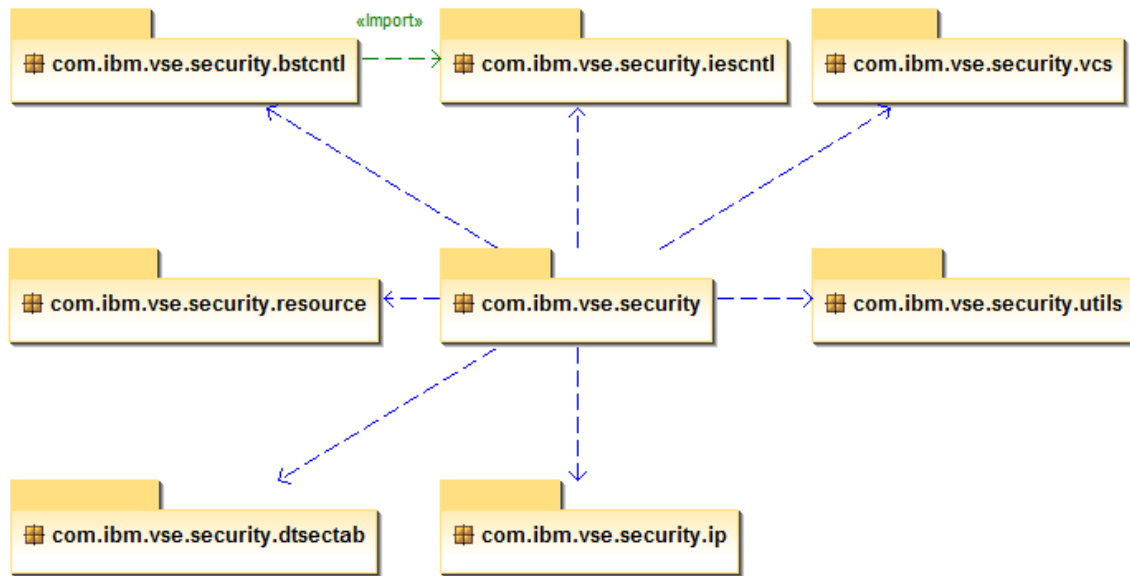 «Import»
com.ibm.vse.security.bstcntl
com.ibm.vse.security.iescntl
com.ibm.vse.security.vcs
com.ibm.vse.security.resource
com.ibm.vse.security
com.ibm.vse.security.utils
com.ibm.vse.security.dtsectab
com.ibm.vse.security.ip